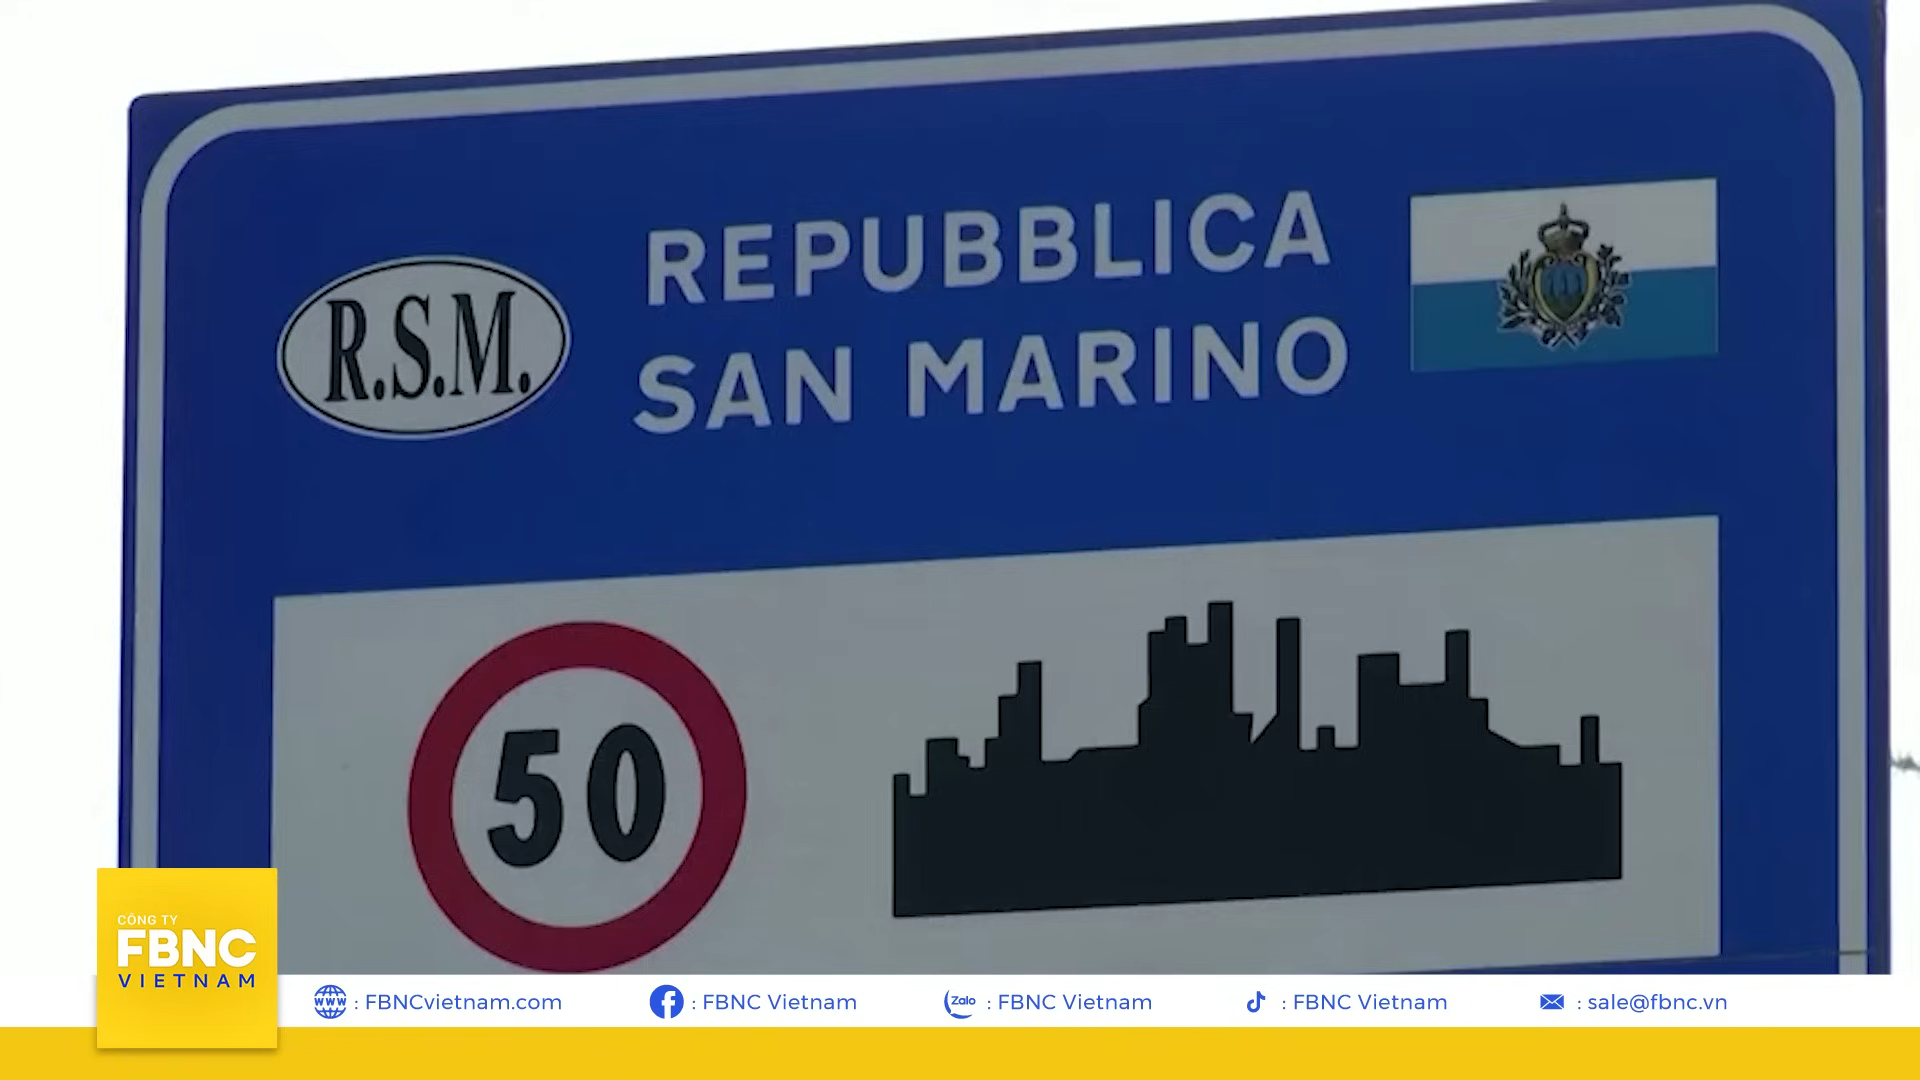 REPUBBLICA
R.S.M.
SAN MARINO
50
CÔNG TY
FBNC
VIETNAM
www : FBNCvietnam.com
: FBNC Vietnam
Zalo : FBNC Vietnam
: FBNC Vietnam
: sale@fbnc.vn